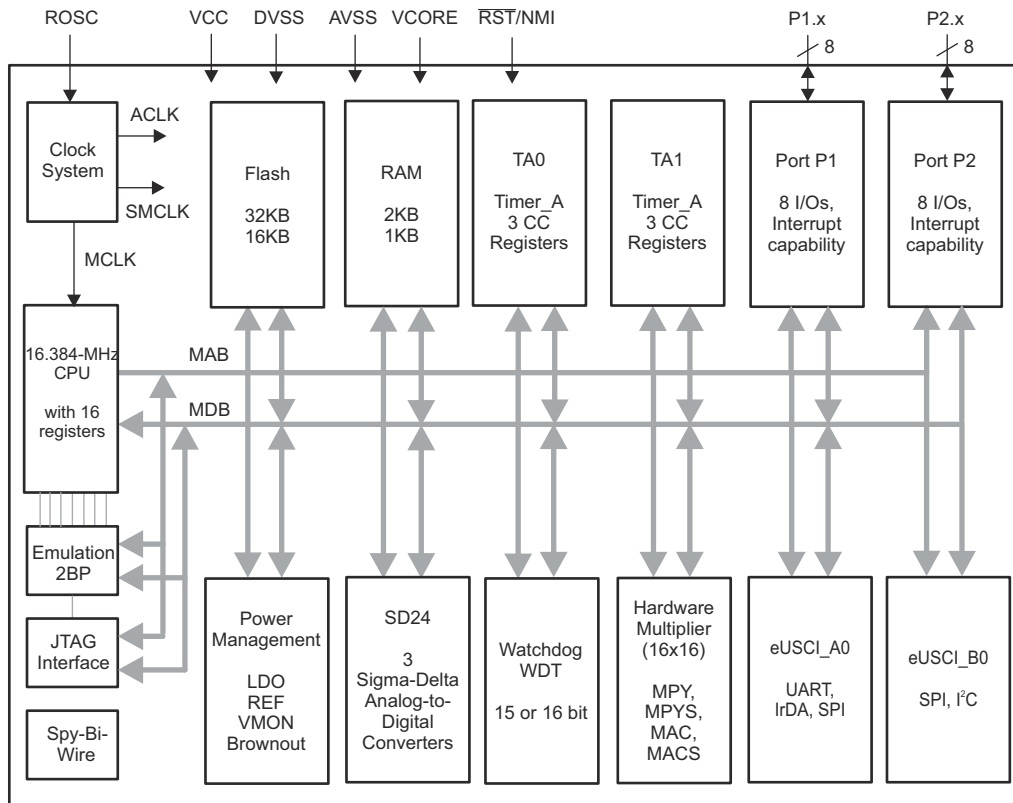 ROSC
VCC
DVSS
AVSS
VCORE
RST/NMI
P1.x
P2.x
8
8
Clock
System
ACLK
SMCLK
MCLK
Flash
32KB
16KB
RAM
2KB
1KB
TA0
Timer_A
3 CC
Registers
TA1
Timer_A
3 CC
Registers
Port P1
8 I/Os,
Interrupt
capability
Port P2
8 I/Os,
Interrupt
capability
16.384-MHz
CPU
with 16
registers
MAB
MDB
Emulation
2BP
JTAG
Interface
Spy-Bi-
Wire
Power
Management
LDO
REF
VMON
Brownout
SD24
3
Sigma-Delta
Analog-to-
Digital
Converters
Watchdog
WDT
15 or 16 bit
Hardware
Multiplier
(16x16)
MPY,
MPYS,
MAC,
MACS
eUSCI_A0
UART,
IrDA, SPI
eUSCI_B0
SPI, I²C